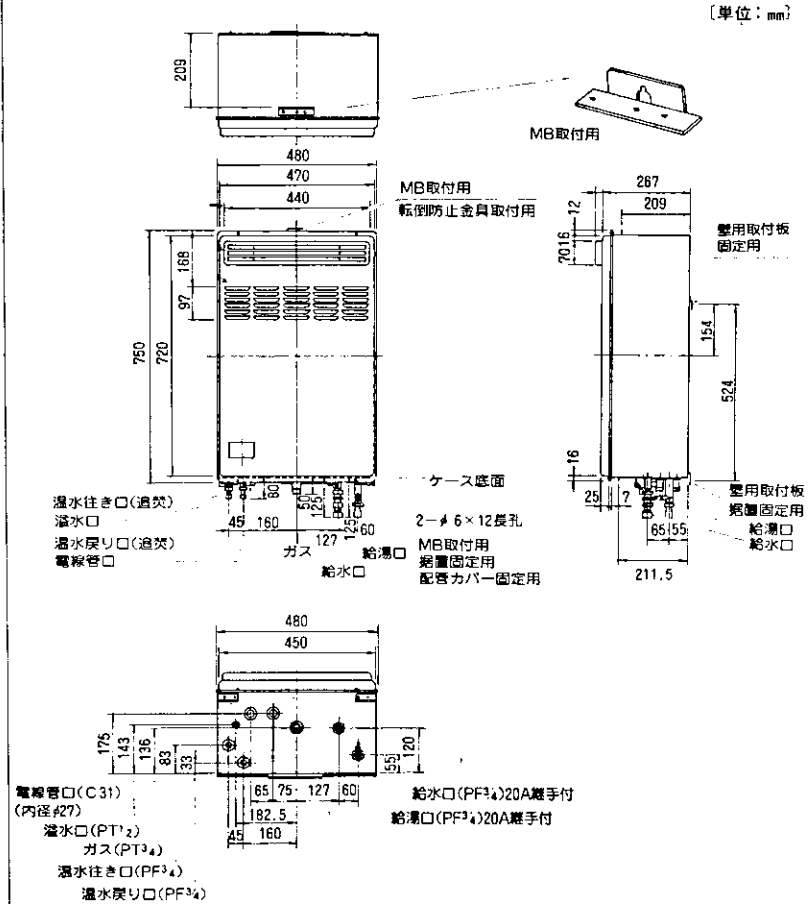 〔単位：mm〕
209
MB取付用
480
470
440
MB取付用
転倒防止金具取付用
267
209
12
7016
壁用取付板
固定用
168
97
750
720
154
524
16
ケース底面
80
50
125
125
温水往き口(追焚)
溢水口
温水戻り口(追焚)
電線管口
45
160
127
60
ガス
給湯口
給水口
2-φ6×12長孔
MB取付用
据置固定用
配管カバー固定用
25
7
65
55
211.5
壁用取付板
据置固定用
給湯口
給水口
480
450
175
143
136
83
33
120
55
65
75
127
60
182.5
45
160
電線管口(C31)
(内径φ27)
溢水口(PT1/2)
ガス(PT3/4)
温水往き口(PF3/4)
温水戻り口(PF3/4)
給水口(PF3/4)20A継手付
給湯口(PF3/4)20A継手付